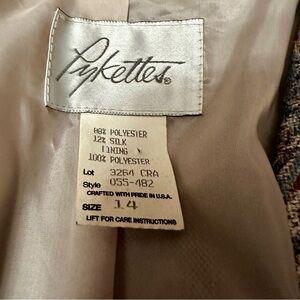 Pykettes®
88% POLYESTER
12% SILK
LINING
100% POLYESTER
Lot 3264 CRA
Style 055-482
CRAFTED WITH PRIDE IN U.S.A.
SIZE 14
LIFT FOR CARE INSTRUCTIONS